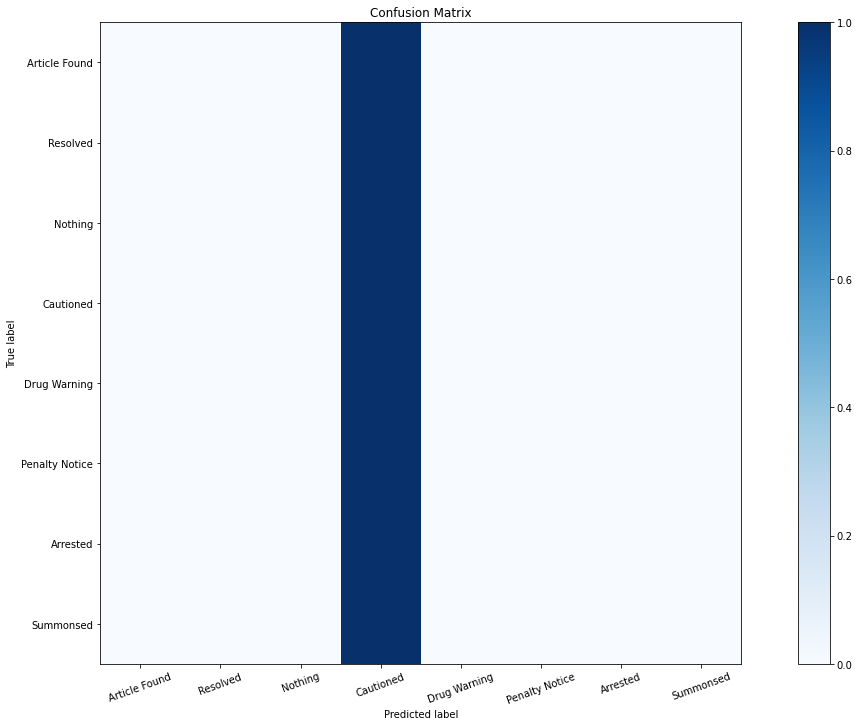 Confusion Matrix
True label
Article Found
Resolved
Nothing
Cautioned
Drug Warning
Penalty Notice
Arrested
Summonsed
Article Found
Resolved
Nothing
Cautioned
Drug Warning
Penalty Notice
Arrested
Summonsed
Predicted label
1.0
0.8
0.6
0.4
0.2
0.0